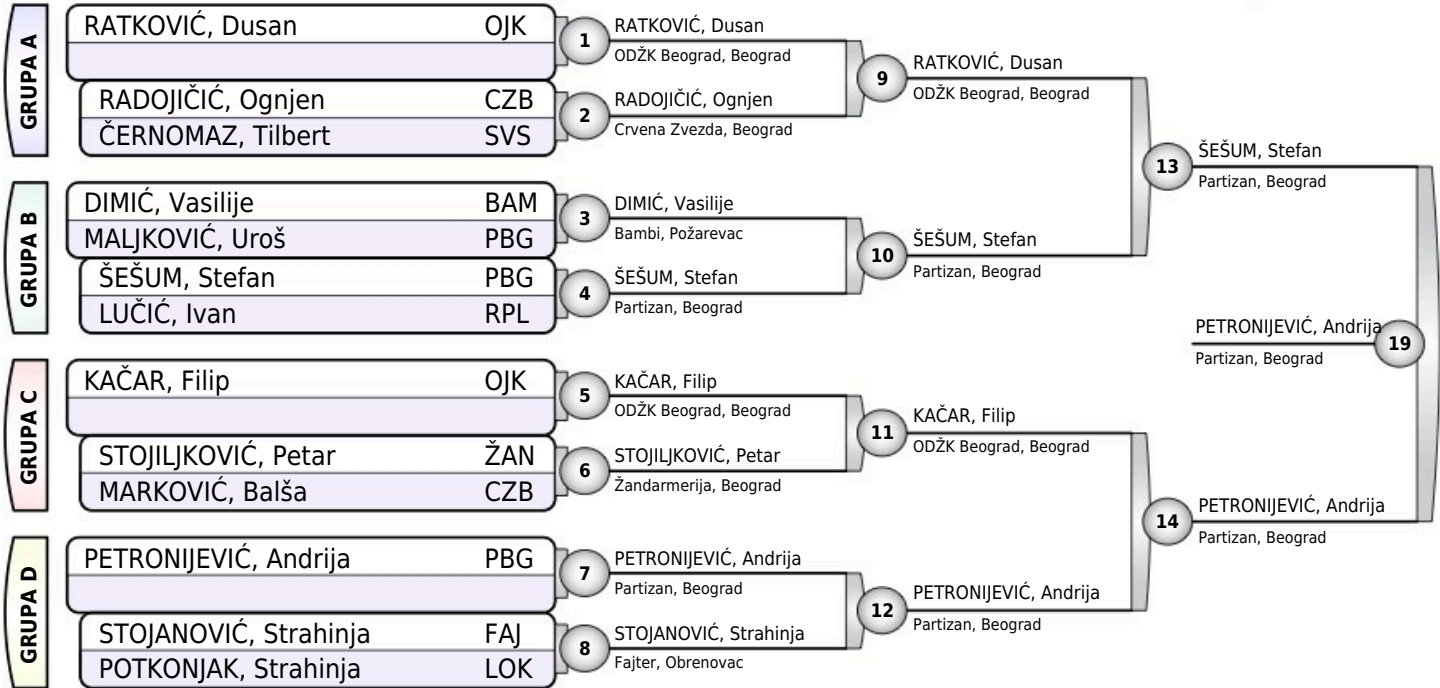 GRUPA A
RATKOVIĆ, Dusan OJK
RADOJIČIĆ, Ognjen CZB
ČERNOMAZ, Tilbert SVS
GRUPA B
DIMIĆ, Vasilije BAM
MALJKOVIĆ, Uroš PBG
ŠEŠUM, Stefan PBG
LUČIĆ, Ivan RPL
GRUPA C
KAČAR, Filip OJK
STOJILJKOVIĆ, Petar ŽAN
MARKOVIĆ, Balša CZB
GRUPA D
PETRONIJEVIĆ, Andrija PBG
STOJANOVIĆ, Strahinja FAJ
POTKONJAK, Strahinja LOK
1
RATKOVIĆ, Dusan
ODŽK Beograd, Beograd
2
RADOJIČIĆ, Ognjen
Crvena Zvezda, Beograd
3
DIMIĆ, Vasilije
Bambi, Požarevac
4
ŠEŠUM, Stefan
Partizan, Beograd
5
KAČAR, Filip
ODŽK Beograd, Beograd
6
STOJILJKOVIĆ, Petar
Žandarmerija, Beograd
7
PETRONIJEVIĆ, Andrija
Partizan, Beograd
8
STOJANOVIĆ, Strahinja
Fajter, Obrenovac
9
RATKOVIĆ, Dusan
ODŽK Beograd, Beograd
10
ŠEŠUM, Stefan
Partizan, Beograd
11
KAČAR, Filip
ODŽK Beograd, Beograd
12
PETRONIJEVIĆ, Andrija
Partizan, Beograd
13
ŠEŠUM, Stefan
Partizan, Beograd
14
PETRONIJEVIĆ, Andrija
Partizan, Beograd
PETRONIJEVIĆ, Andrija
19
Partizan, Beograd